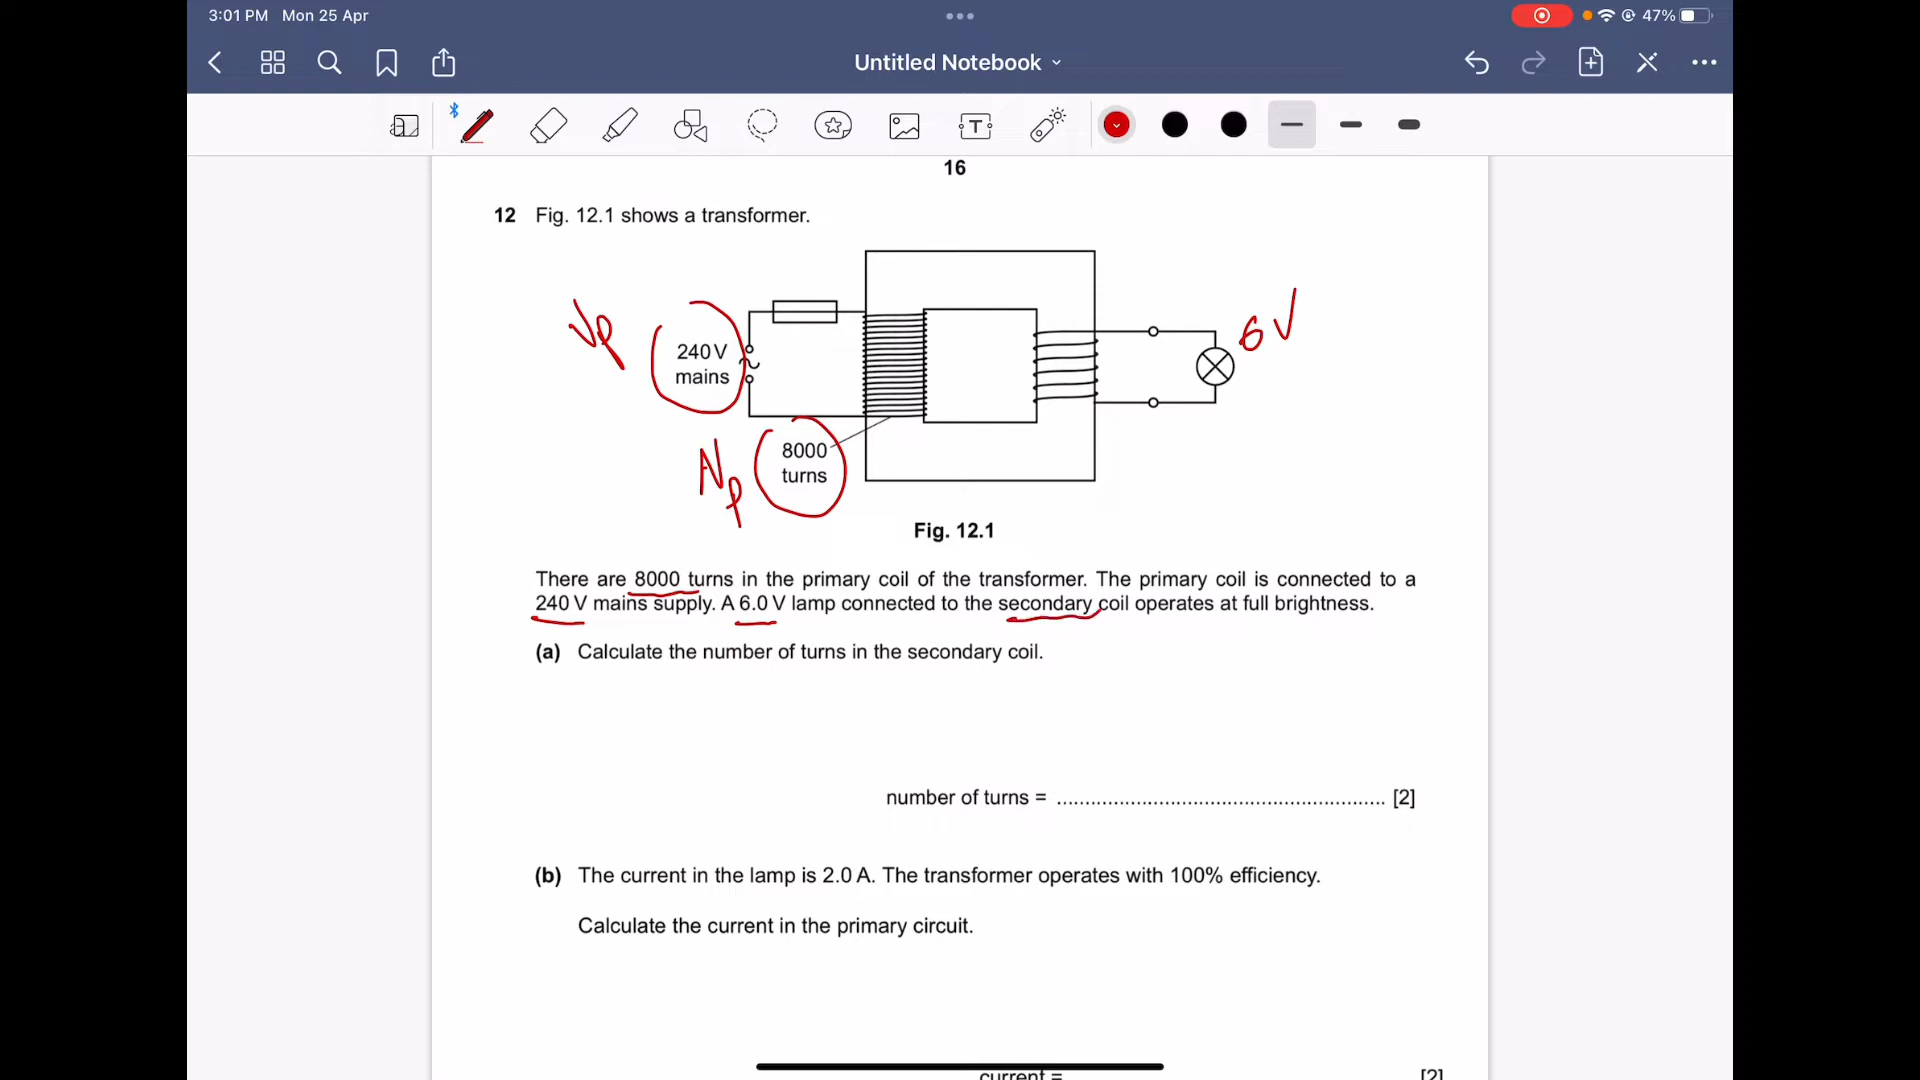 3:01 PM Mon 25 Apr
47%
Untitled Notebook
16
12 Fig. 12.1 shows a transformer.
Vp
240 V
mains
6 V
Np
8000
turns
Fig. 12.1
There are 8000 turns in the primary coil of the transformer. The primary coil is connected to a
240 V mains supply. A 6.0 V lamp connected to the secondary coil operates at full brightness.
(a) Calculate the number of turns in the secondary coil.
number of turns = .......................................................... [2]
(b) The current in the lamp is 2.0 A. The transformer operates with 100% efficiency.
Calculate the current in the primary circuit.
current = [2]